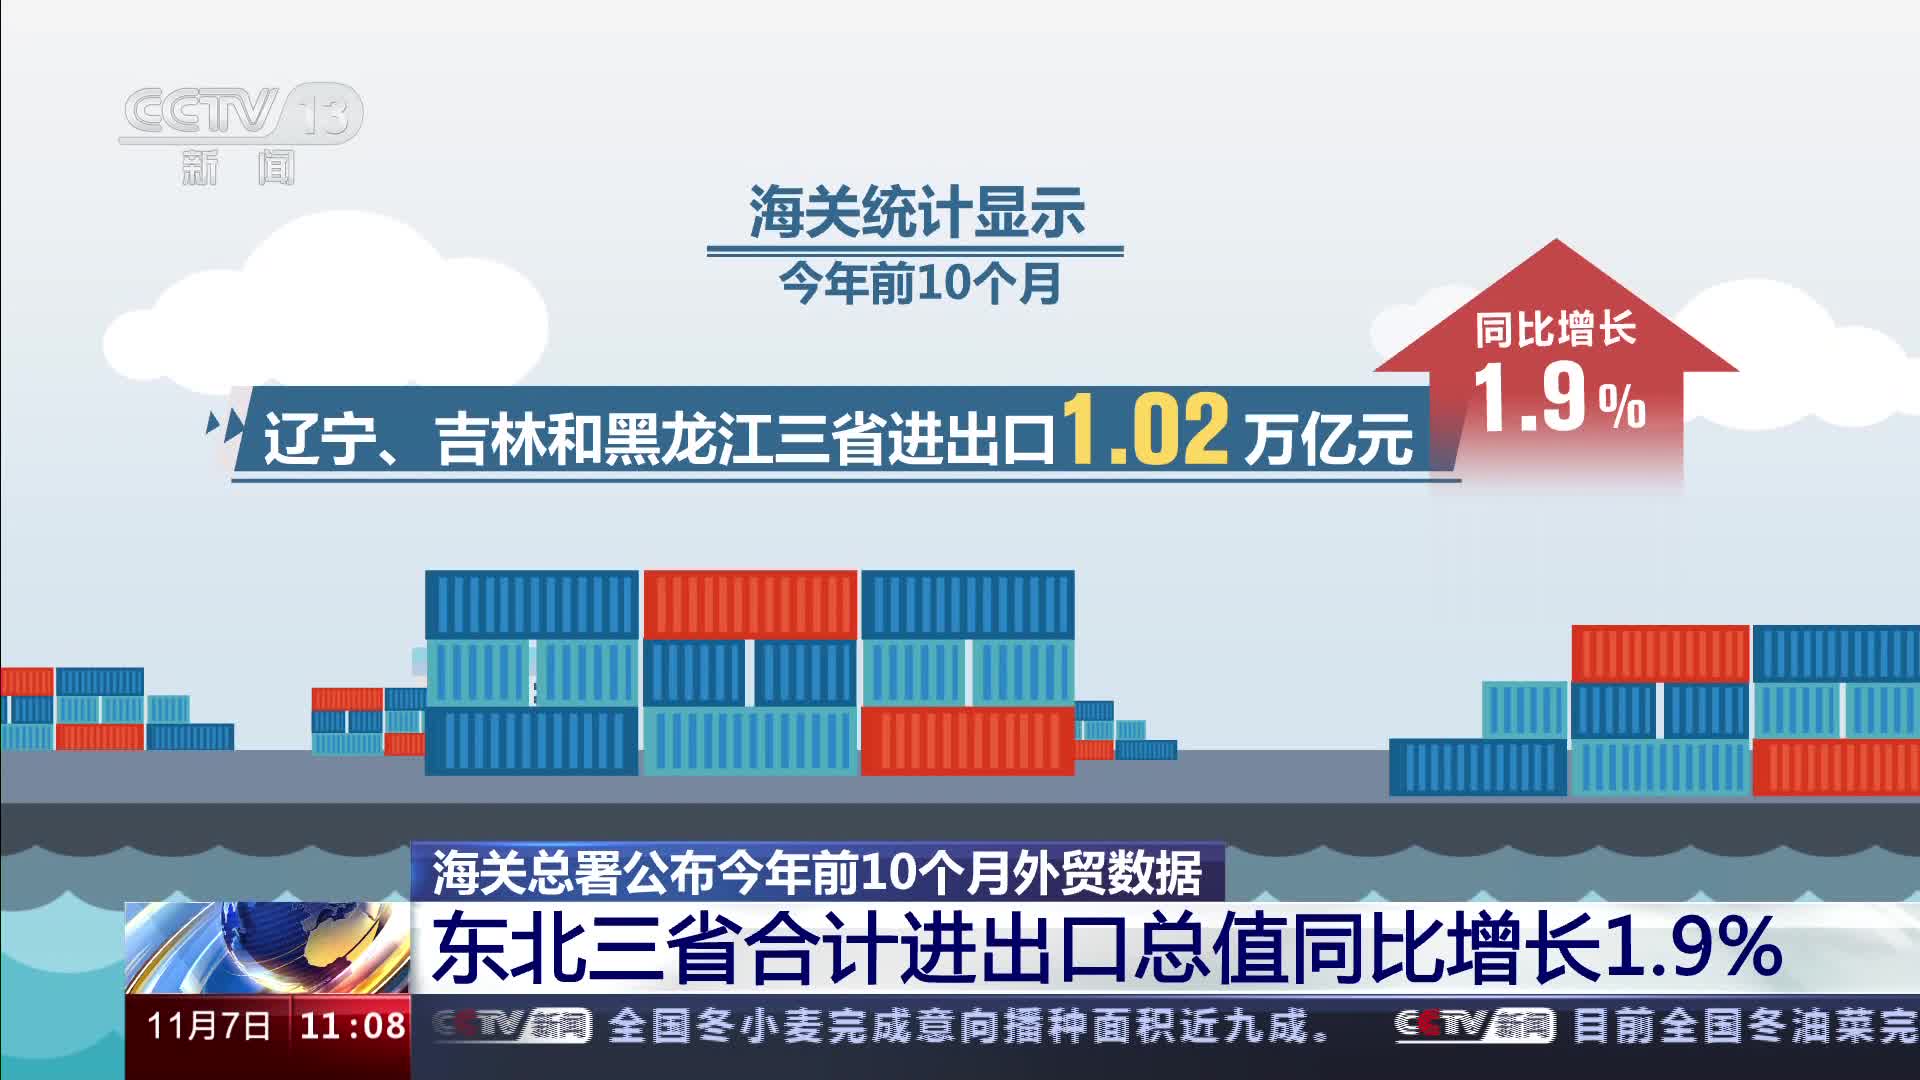 CCTV 13
新闻
海关统计显示
今年前10个月
同比增长
1.9%
辽宁、吉林和黑龙江三省进出口1.02万亿元
海关总署公布今年前10个月外贸数据
东北三省合计进出口总值同比增长1.9%
11月7日 11:08 CCTV新闻 全国冬小麦完成意向播种面积近九成。 CCTV新闻 目前全国冬油菜完